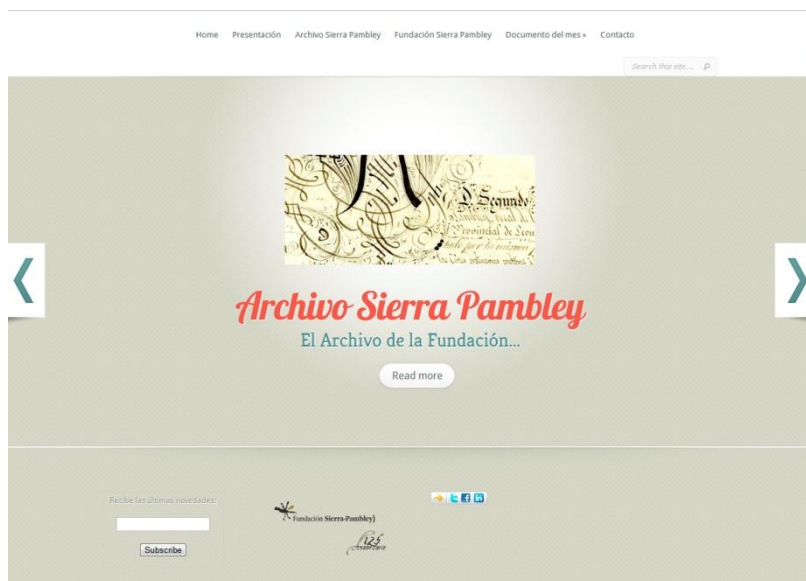 Home Presentación Archivo Sierra Pambley Fundación Sierra Pambley Documento del mes » Contacto
Search this site...
D. Segundo
Provincial de Leon
Archivo Sierra Pambley
El Archivo de la Fundación...
Read more
Recibe las últimas novedades:
Fundación Sierra-Pambley}
125
Aniversario
Subscribe